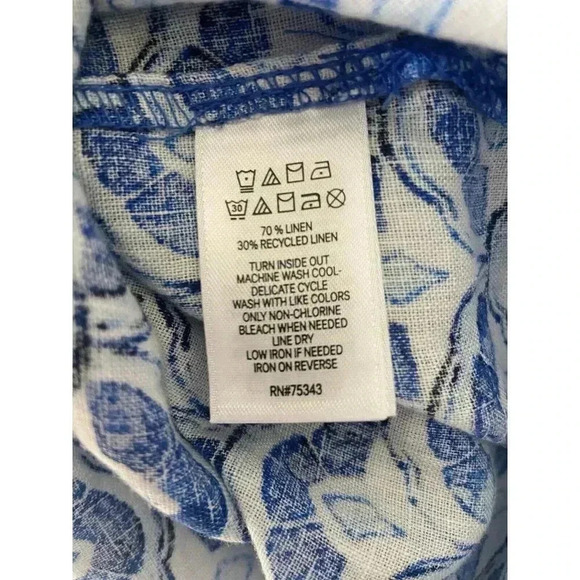 30
70 % LINEN
30% RECYCLED LINEN
TURN INSIDE OUT
MACHINE WASH COOL-
DELICATE CYCLE
WASH WITH LIKE COLORS
ONLY NON-CHLORINE
BLEACH WHEN NEEDED
LINE DRY
LOW IRON IF NEEDED
IRON ON REVERSE
RN#75343